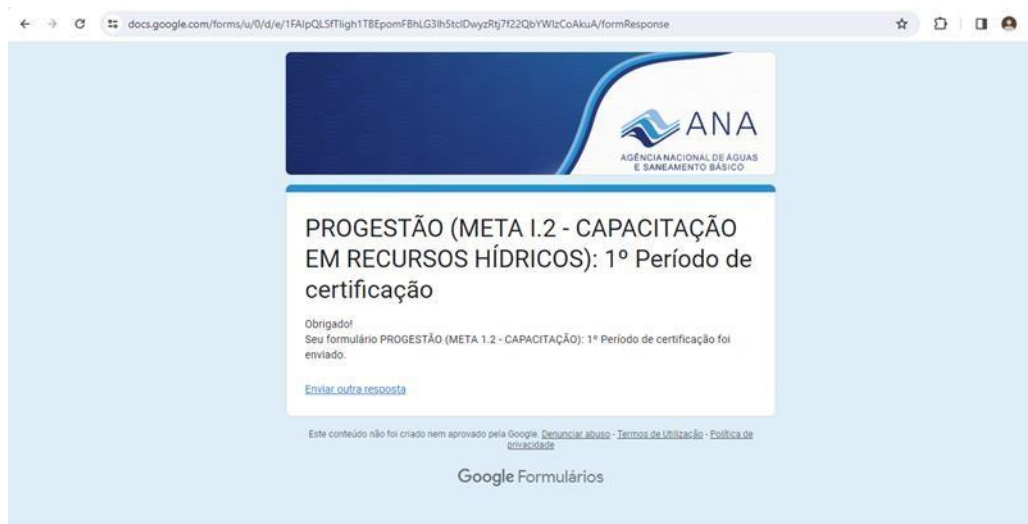 docs.google.com/forms/u/0/d/e/1FAIpQLSfTligh1TBEpomFBhLG3Ih5tclDwyzRtj7f22QbYWIzCoAkuA/formResponse
ANA
AGÊNCIA NACIONAL DE ÁGUAS
E SANEAMENTO BÁSICO
PROGESTÃO (META I.2 - CAPACITAÇÃO
EM RECURSOS HÍDRICOS): 1º Período de
certificação
Obrigado!
Seu formulário PROGESTÃO (META 1.2 - CAPACITAÇÃO): 1º Período de certificação foi
enviado.
Enviar outra resposta
Este conteúdo não foi criado nem aprovado pela Google. Denunciar abuso - Termos de Utilização - Política de
privacidade
Google Formulários